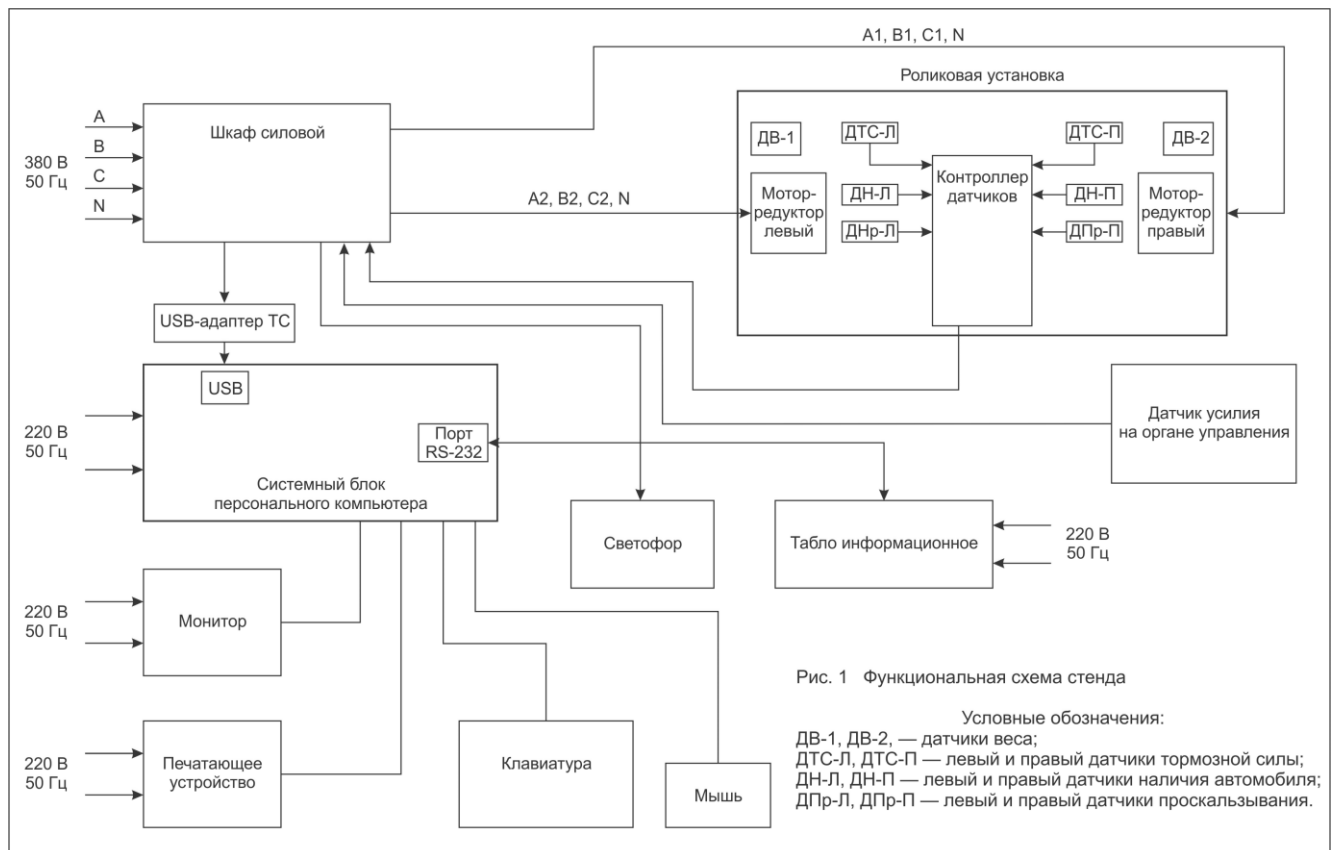 A1, B1, C1, N
Роликовая установка
A
B
C
N
380 В
50 Гц
Шкаф силовой
A2, B2, C2, N
ДВ-1
ДТС-Л
ДТС-П
ДВ-2
Мотор-
редуктор
левый
ДН-Л
ДНр-Л
Контроллер
датчиков
ДН-П
ДПр-П
Мотор-
редуктор
правый
USB-адаптер ТС
USB
220 В
50 Гц
Порт
RS-232
Системный блок
персонального компьютера
Датчик усилия
на органе управления
Светофор
Табло информационное
220 В
50 Гц
220 В
50 Гц
Монитор
220 В
50 Гц
Печатающее
устройство
Клавиатура
Мышь
Рис. 1 Функциональная схема стенда
Условные обозначения:
ДВ-1, ДВ-2, — датчики веса;
ДТС-Л, ДТС-П — левый и правый датчики тормозной силы;
ДН-Л, ДН-П — левый и правый датчики наличия автомобиля;
ДПр-Л, ДПр-П — левый и правый датчики проскальзывания.